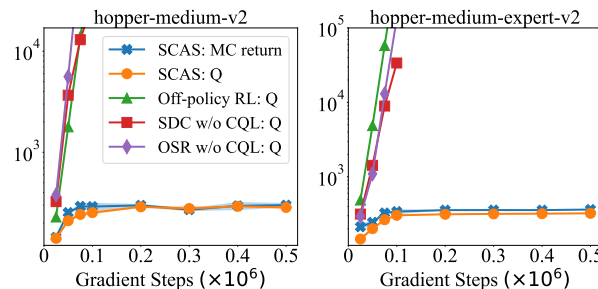 hopper-medium-v2
10^4
10^3
SCAS: MC return
SCAS: Q
Off-policy RL: Q
SDC w/o CQL: Q
OSR w/o CQL: Q
0.0 0.1 0.2 0.3 0.4 0.5
Gradient Steps (×10^6)
hopper-medium-expert-v2
10^5
10^4
10^3
0.0 0.1 0.2 0.3 0.4 0.5
Gradient Steps (×10^6)